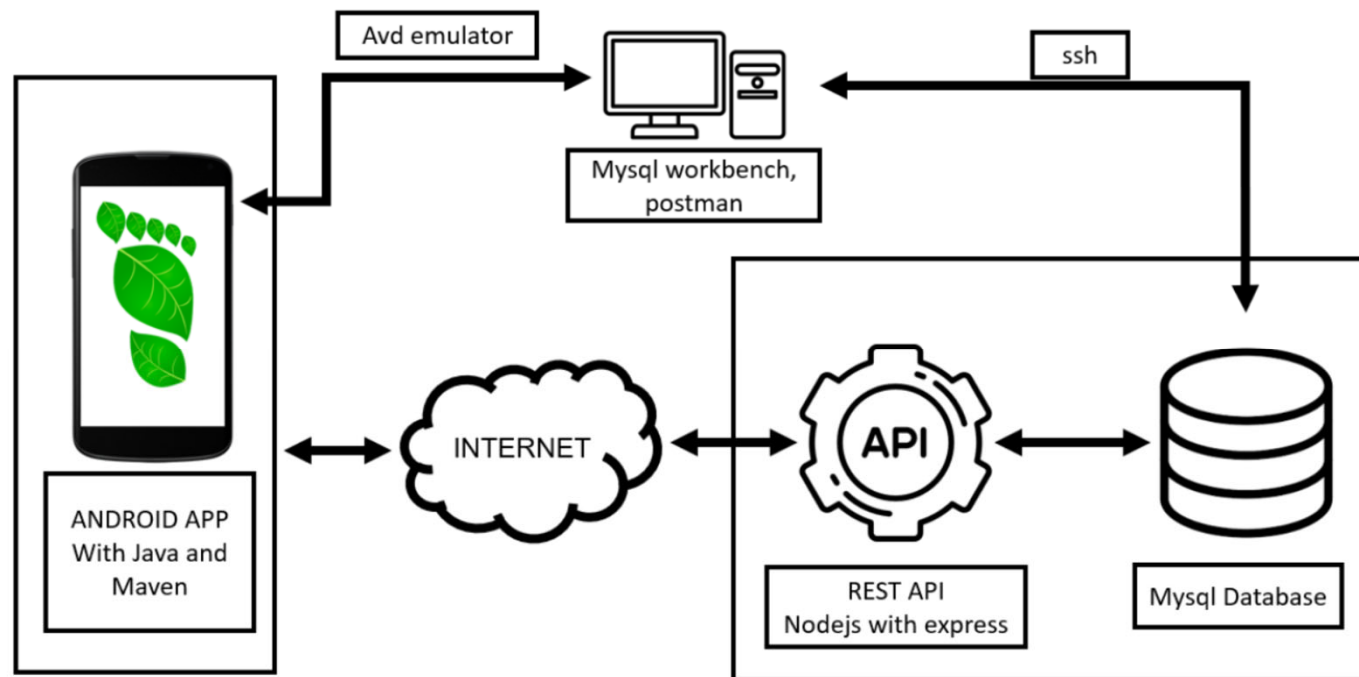 Avd emulator
ssh
Mysql workbench,
postman
INTERNET
API
ANDROID APP
With Java and
Maven
REST API
Nodejs with express
Mysql Database